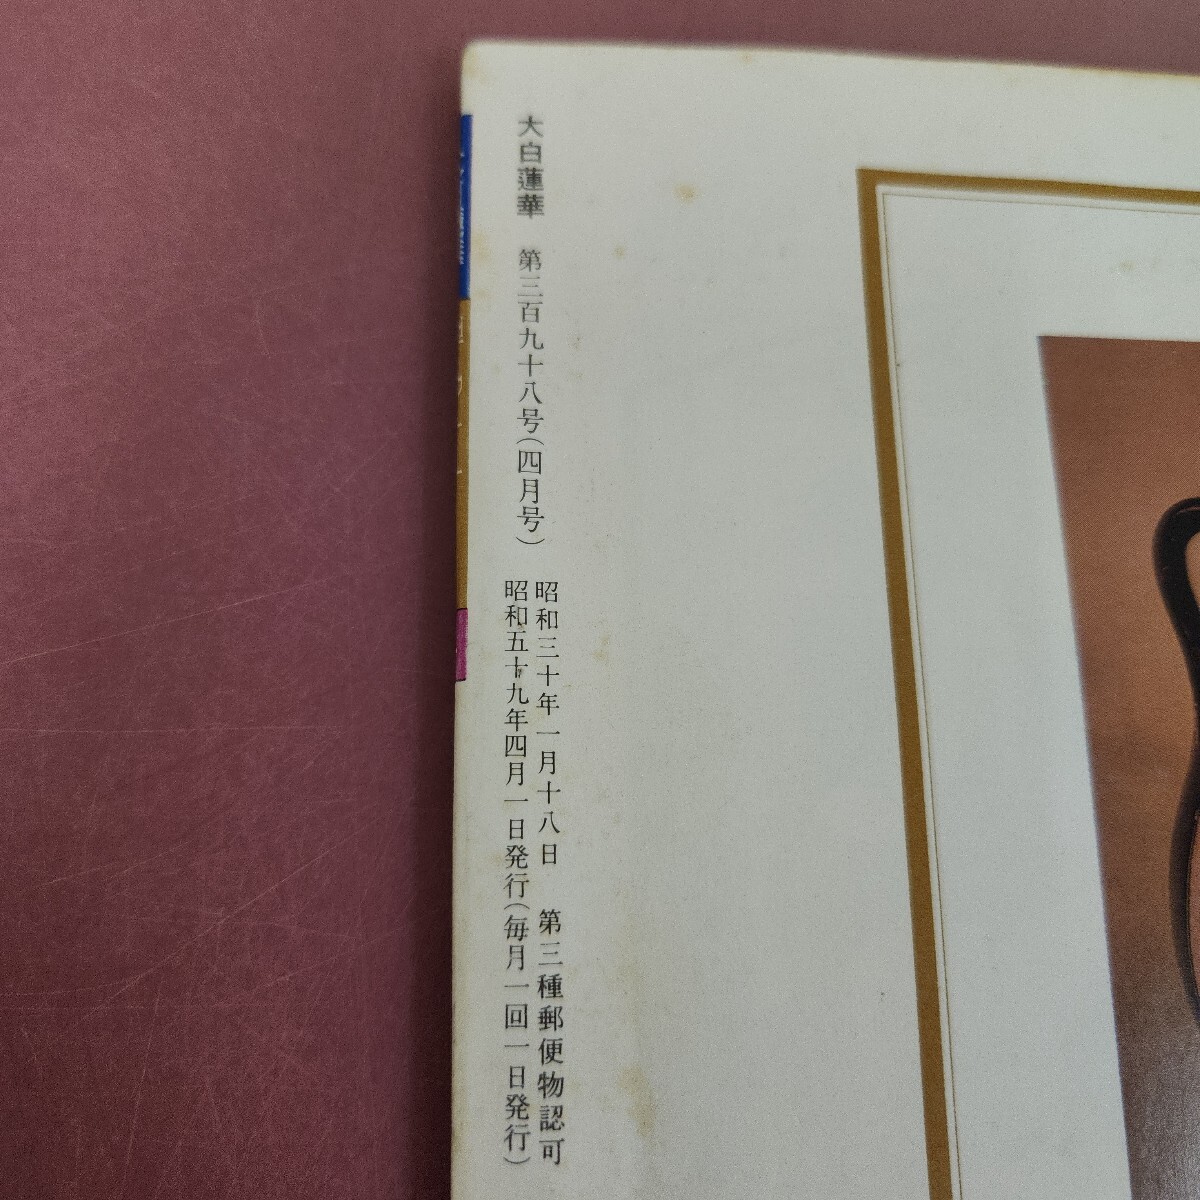 大白蓮華　第三百九十八号(四月号)
昭和三十年一月十八日　第三種郵便物認可
昭和五十九年四月一日発行(毎月一回一日発行)